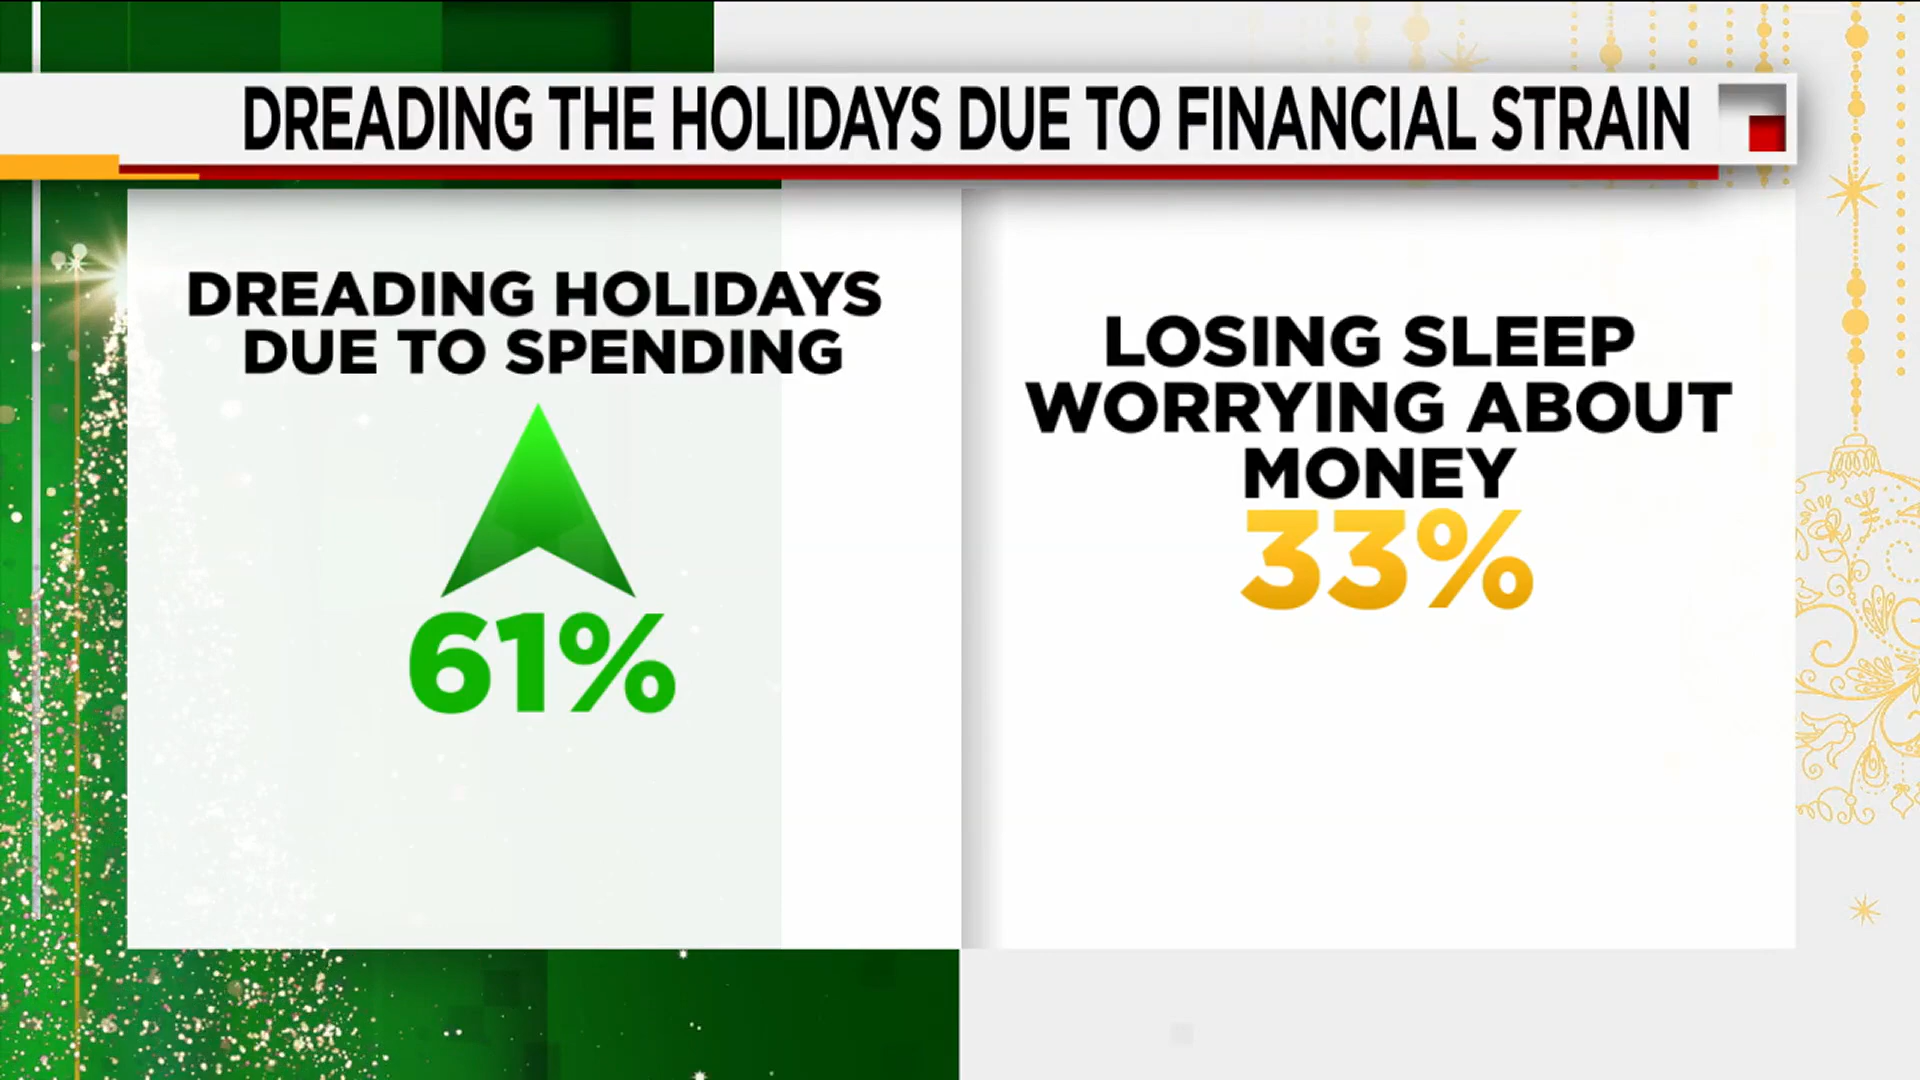 DREADING THE HOLIDAYS DUE TO FINANCIAL STRAIN
DREADING HOLIDAYS
DUE TO SPENDING
61%
LOSING SLEEP
WORRYING ABOUT
MONEY
33%